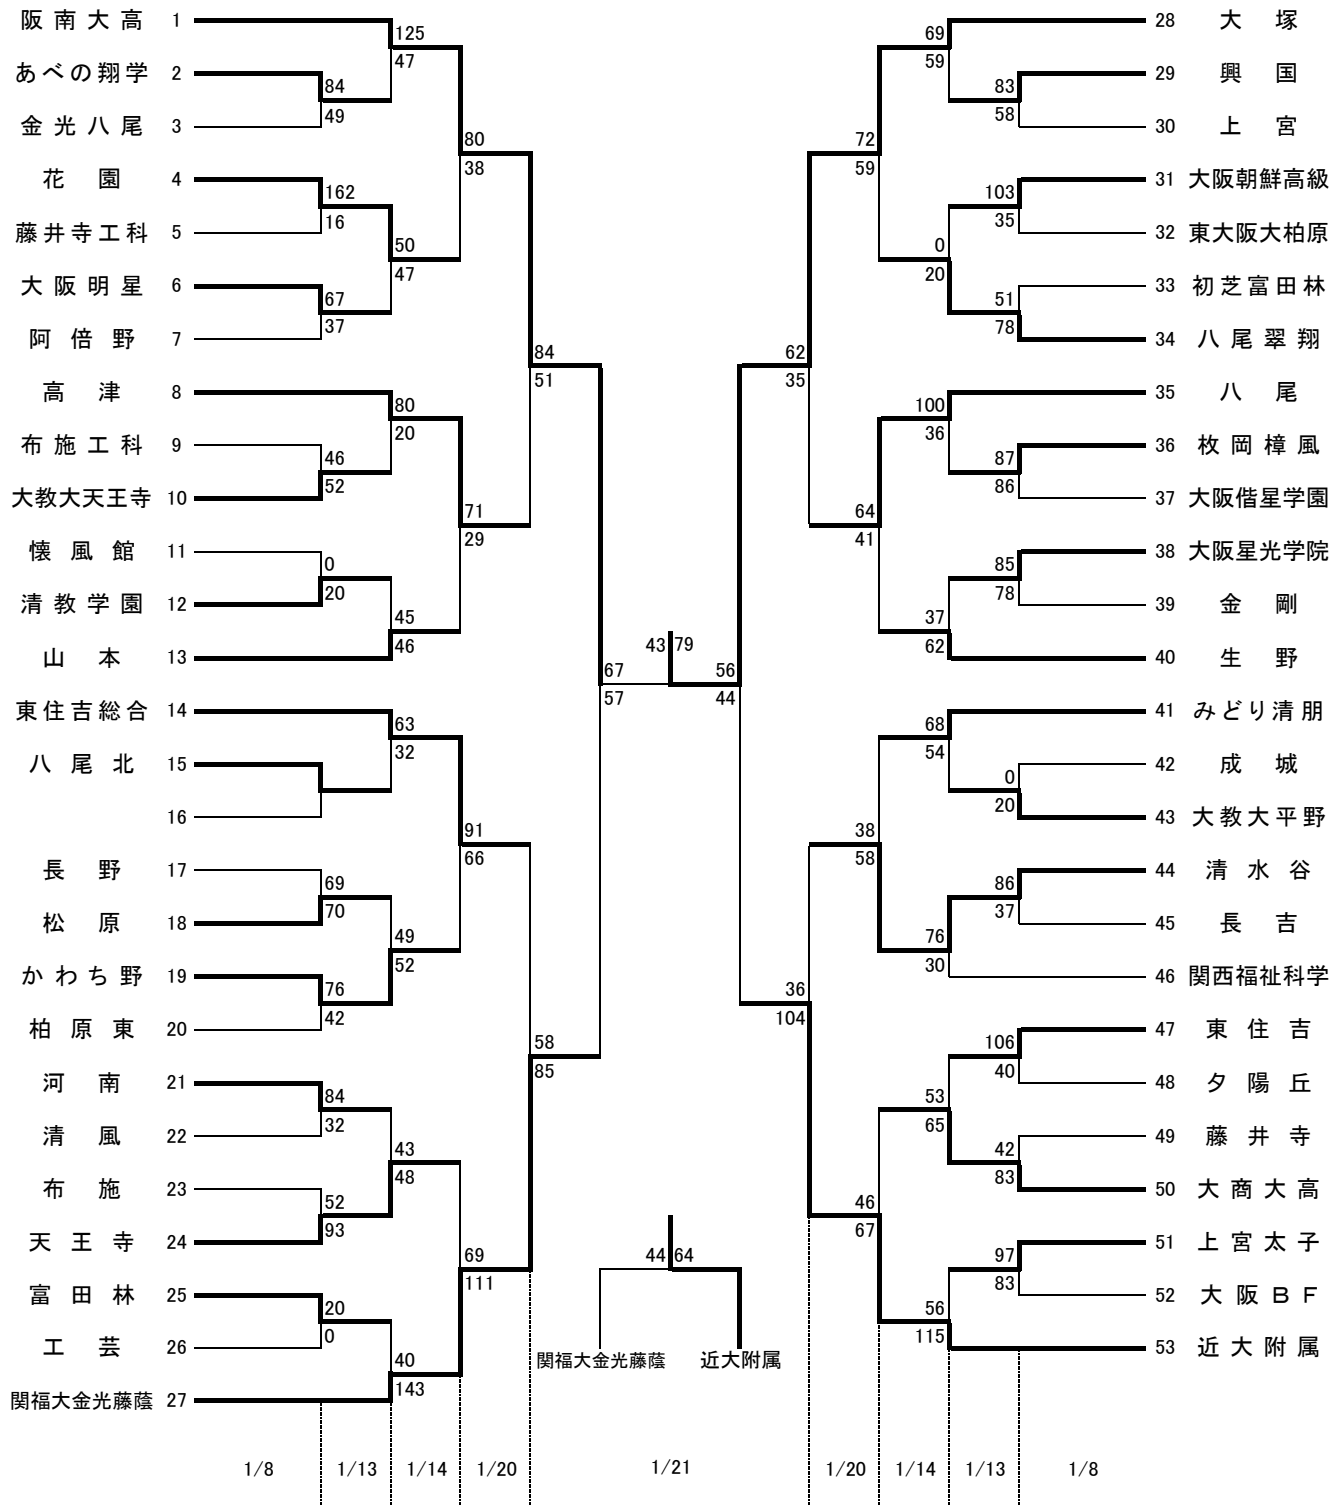 阪南大高 1
125
47
あべの翔学 2
84
49
金光八尾 3
80
38
花園 4
162
16
藤井寺工科 5
50
47
大阪明星 6
67
37
阿倍野 7
84
51
高津 8
80
20
布施工科 9
46
52
大教大天王寺 10
71
29
懐風館 11
0
20
清教学園 12
45
46
山本 13
67
57
東住吉総合 14
63
32
八尾北 15
16
91
66
長野 17
69
70
松原 18
49
52
かわち野 19
76
42
柏原東 20
58
85
河南 21
84
32
清風 22
43
48
布施 23
52
93
天王寺 24
69
111
富田林 25
20
0
工芸 26
40
143
関福大金光藤蔭 27
43 79
44 64
関福大金光藤蔭 近大附属
28 大塚
69
59
29 興国
83
58
30 上宮
72
59
31 大阪朝鮮高級
103
35
32 東大阪大柏原
0
20
33 初芝富田林
51
78
34 八尾翠翔
62
35
35 八尾
100
36
36 枚岡樟風
87
86
37 大阪偕星学園
64
41
38 大阪星光学院
85
78
39 金剛
37
62
40 生野
56
44
41 みどり清朋
68
54
42 成城
0
20
43 大教大平野
38
58
44 清水谷
86
37
45 長吉
76
30
46 関西福祉科学
36
104
47 東住吉
106
40
48 夕陽丘
53
65
49 藤井寺
42
83
50 大商大高
46
67
51 上宮太子
97
83
52 大阪ＢＦ
56
115
53 近大附属
1/8 1/13 1/14 1/20 1/21 1/20 1/14 1/13 1/8